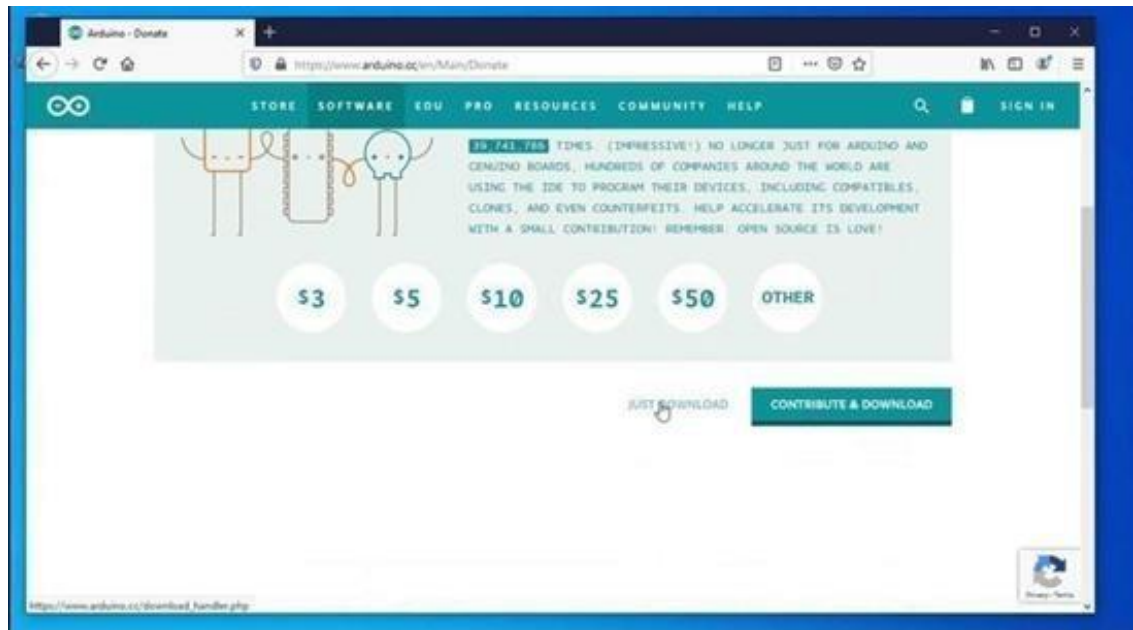 Arduino - Donate
https://www.arduino.cc/en/Main/Donate
STORE SOFTWARE EDU PRO RESOURCES COMMUNITY HELP SIGN IN
TIMES. (IMPRESSIVE!) NO LONGER JUST FOR ARDUINO AND
GENUINO BOARDS, HUNDREDS OF COMPANIES AROUND THE WORLD ARE
USING THE IDE TO PROGRAM THEIR DEVICES, INCLUDING COMPATIBLES,
CLONES, AND EVEN COUNTERFEITS. HELP ACCELERATE ITS DEVELOPMENT
WITH A SMALL CONTRIBUTION! REMEMBER: OPEN SOURCE IS LOVE!
$3 $5 $10 $25 $50 OTHER
JUST DOWNLOAD CONTRIBUTE & DOWNLOAD
Privacy - Terms
https://www.arduino.cc/download_handler.php